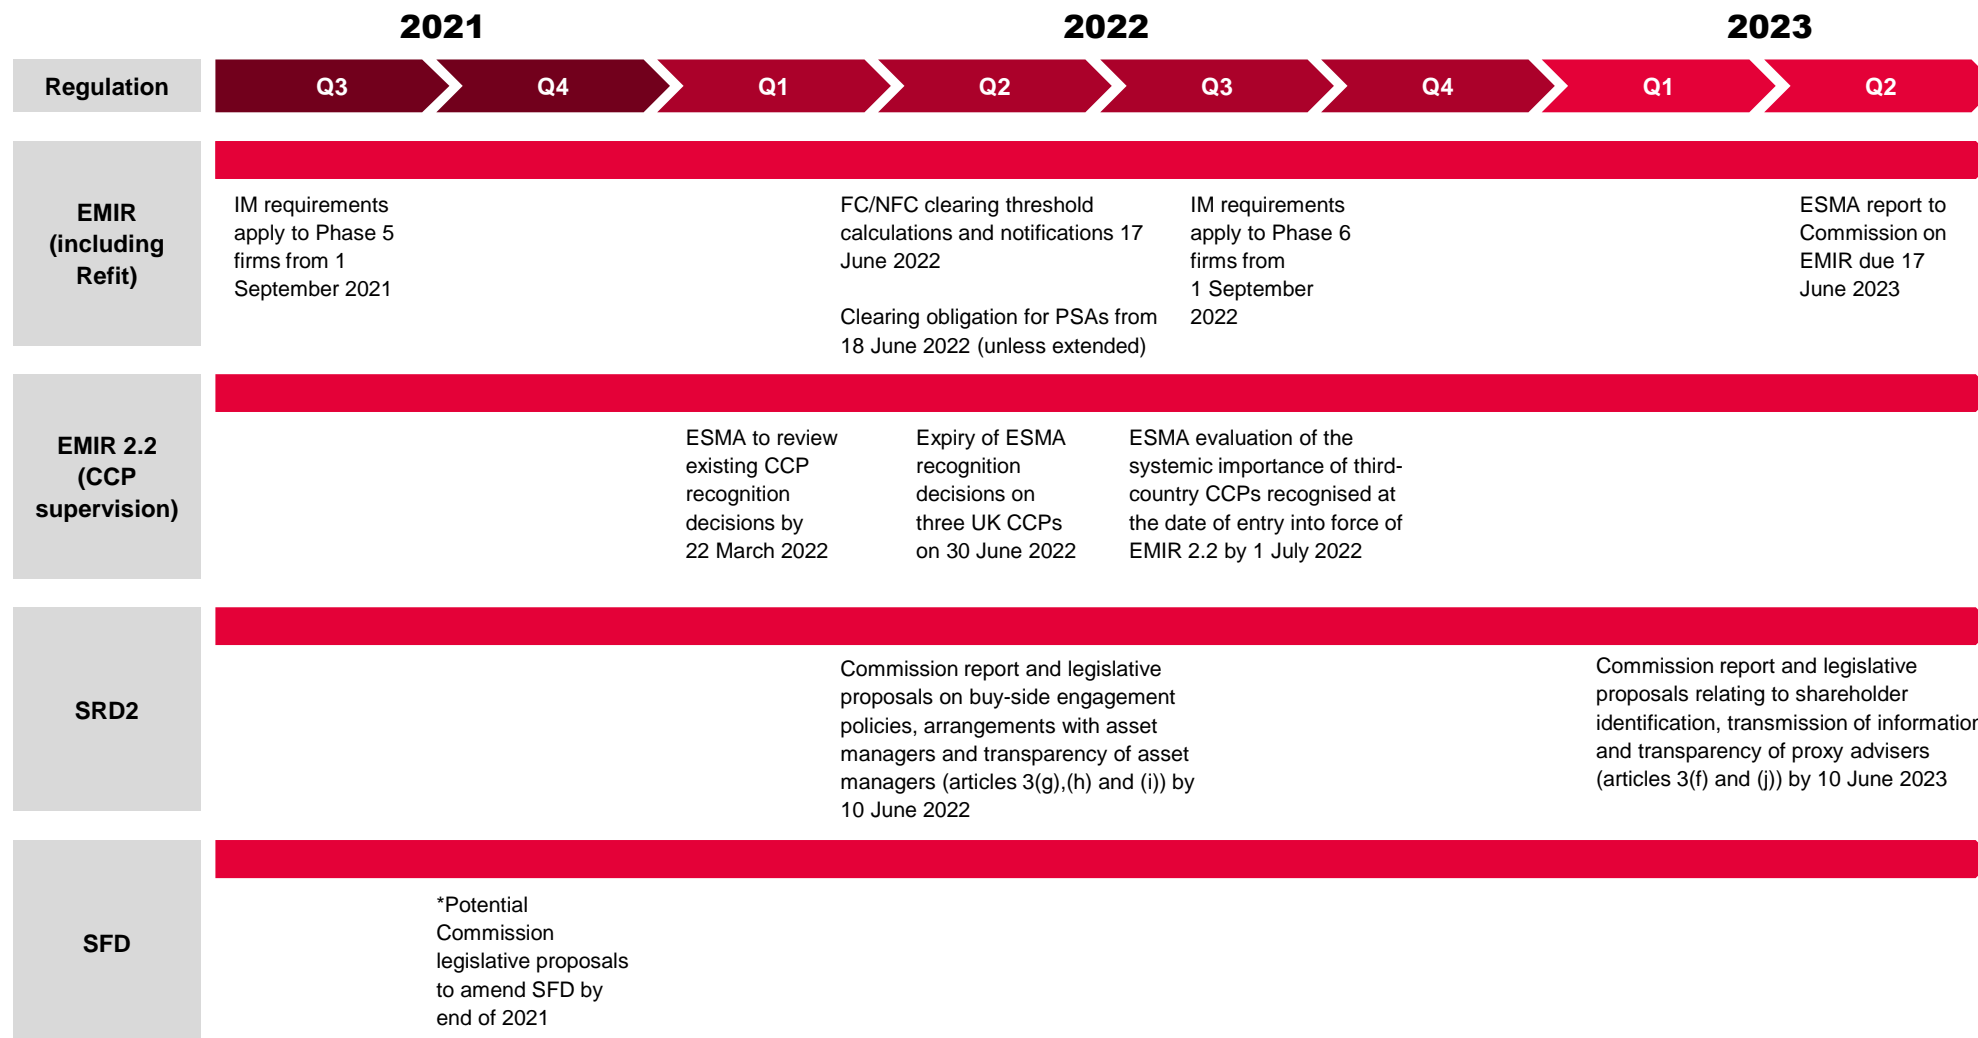 2021
2022
2023
Regulation
Q3
Q4
Q1
Q2
Q3
Q4
Q1
Q2
EMIR
(including
Refit)
IM requirements
apply to Phase 5
firms from 1
September 2021
FC/NFC clearing threshold
calculations and notifications 17
June 2022
Clearing obligation for PSAs from
18 June 2022 (unless extended)
IM requirements
apply to Phase 6
firms from
1 September
2022
ESMA report to
Commission on
EMIR due 17
June 2023
EMIR 2.2
(CCP
supervision)
ESMA to review
existing CCP
recognition
decisions by
22 March 2022
Expiry of ESMA
recognition
decisions on
three UK CCPs
on 30 June 2022
ESMA evaluation of the
systemic importance of third-
country CCPs recognised at
the date of entry into force of
EMIR 2.2 by 1 July 2022
SRD2
Commission report and legislative
proposals on buy-side engagement
policies, arrangements with asset
managers and transparency of asset
managers (articles 3(g),(h) and (i)) by
10 June 2022
Commission report and legislative
proposals relating to shareholder
identification, transmission of information
and transparency of proxy advisers
(articles 3(f) and (j)) by 10 June 2023
SFD
*Potential
Commission
legislative proposals
to amend SFD by
end of 2021